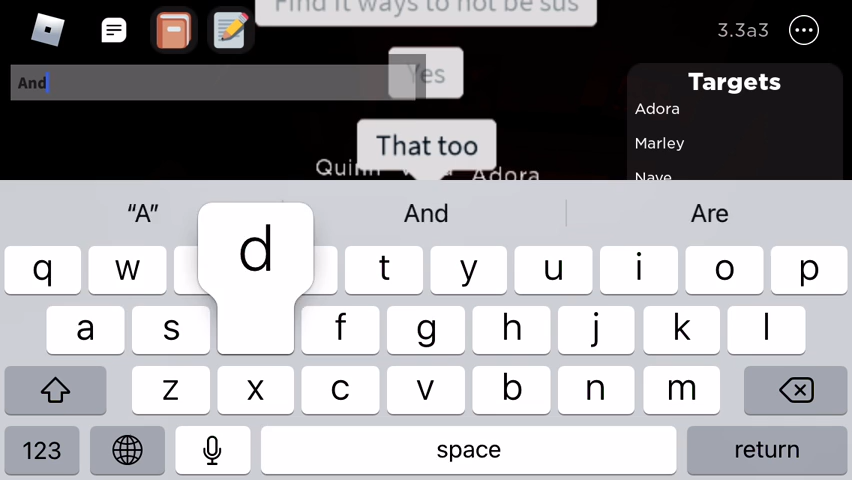 Find it ways to not be sus
3.3a3
And
Yes
Targets
Adora
Marley
Nave
That too
Quinn
Adora
"A" And Are
d
q w t y u i o p
a s f g h j k l
z x c v b n m
123 space return